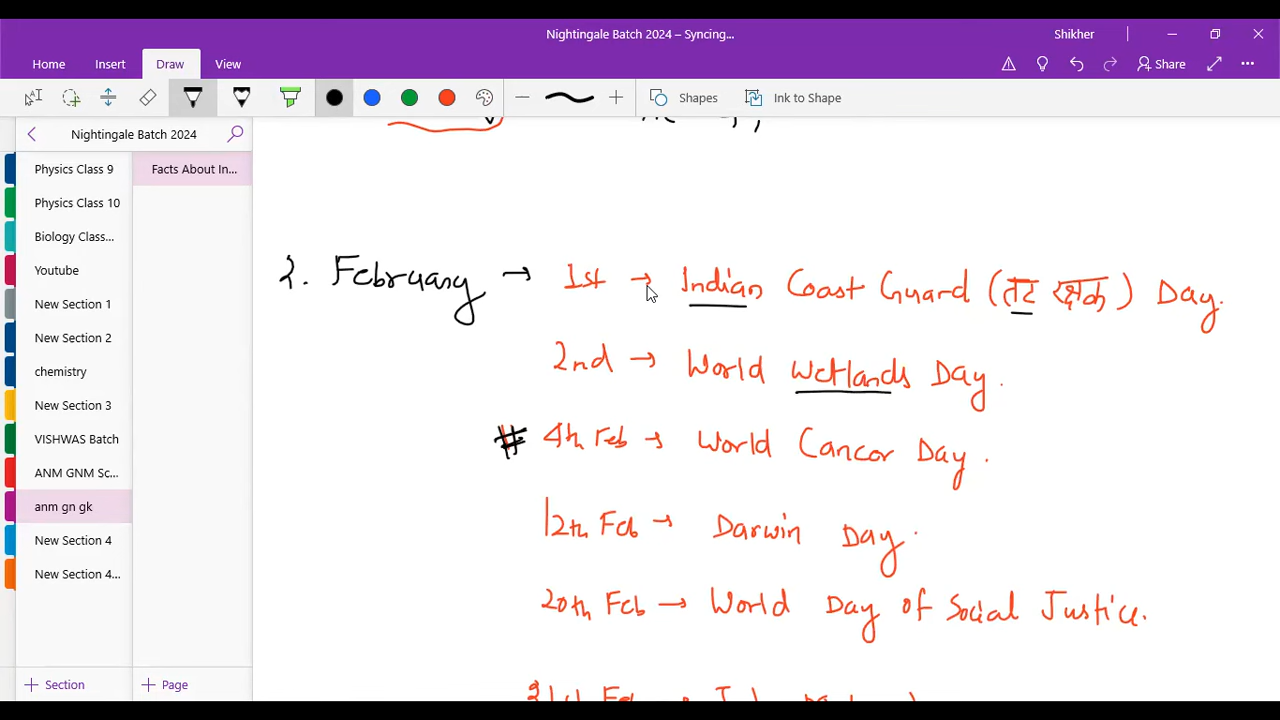 Nightingale Batch 2024 – Syncing...
Shikher
Home Insert Draw View
Share
Shapes
Ink to Shape
Nightingale Batch 2024
Physics Class 9
Physics Class 10
Biology Class...
Youtube
New Section 1
New Section 2
chemistry
New Section 3
VISHWAS Batch
ANM GNM Sc...
anm gn gk
New Section 4
New Section 4...
+ Section
Facts About In...
+ Page
2. February → 1st → Indian Coast Guard (तट रक्षक) Day.
2nd → World Wetlands Day.
# 4th Feb → World Cancer Day.
12th Feb → Darwin Day.
20th Feb → World Day of Social Justice.
21st Feb